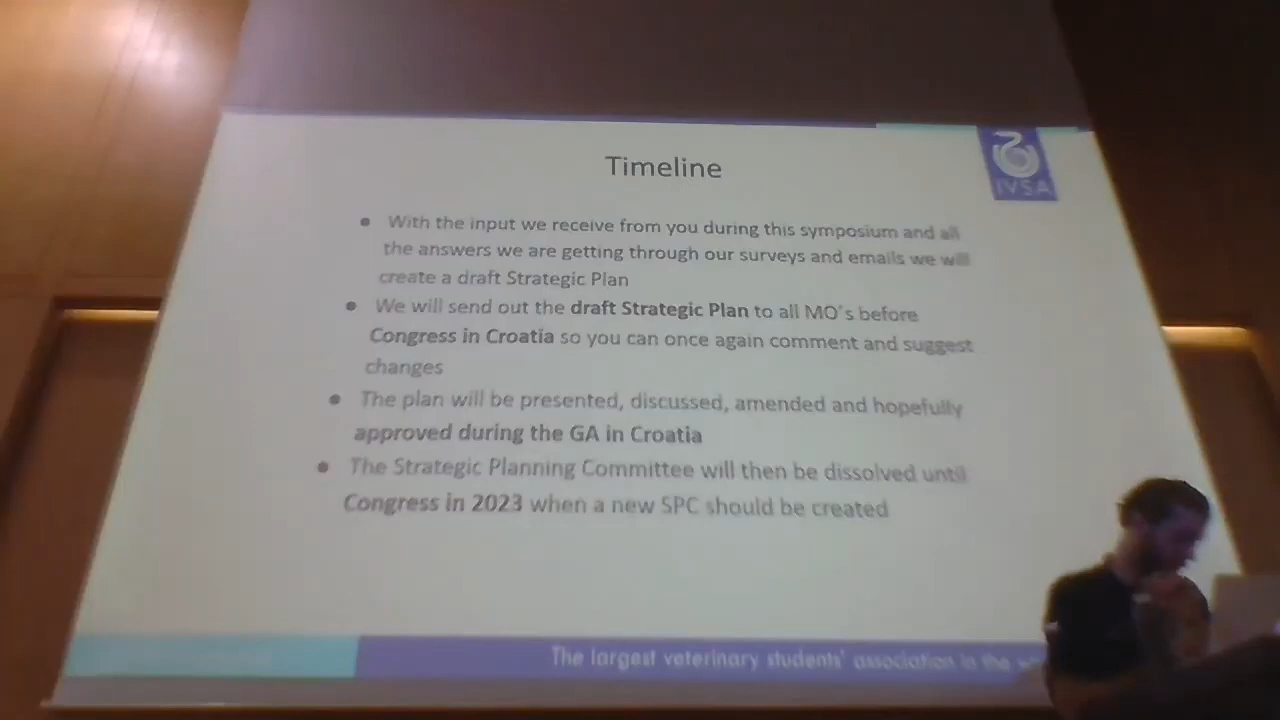 Timeline
IVSA
• With the input we receive from you during this symposium and all
the answers we are getting through our surveys and emails we will
create a draft Strategic Plan
• We will send out the draft Strategic Plan to all MO's before
Congress in Croatia so you can once again comment and suggest
changes
• The plan will be presented, discussed, amended and hopefully
approved during the GA in Croatia
• The Strategic Planning Committee will then be dissolved until
Congress in 2023 when a new SPC should be created
The largest veterinary students' association in the